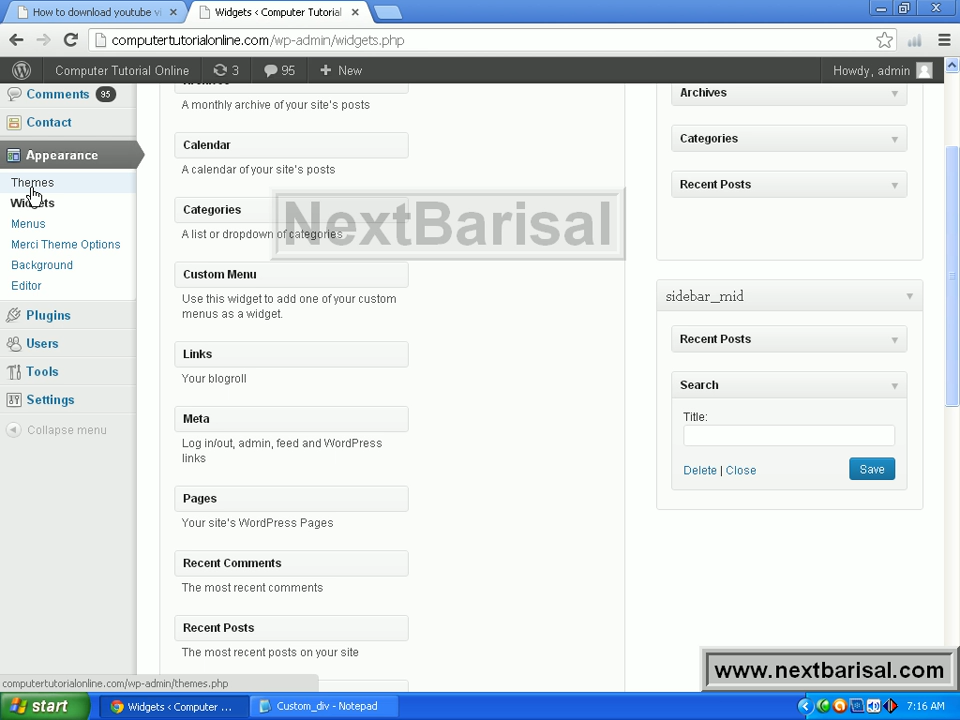 How to download youtube vi
Widgets ‹ Computer Tutorial
computertutorialonline.com/wp-admin/widgets.php
Computer Tutorial Online 3 95 + New Howdy, admin
Comments 95
Contact
Appearance
Themes
Widgets
Menus
Merci Theme Options
Background
Editor
Plugins
Users
Tools
Settings
Collapse menu
A monthly archive of your site's posts
Calendar
A calendar of your site's posts
Categories
A list or dropdown of categories
Custom Menu
Use this widget to add one of your custom
menus as a widget.
Links
Your blogroll
Meta
Log in/out, admin, feed and WordPress
links
Pages
Your site's WordPress Pages
Recent Comments
The most recent comments
Recent Posts
The most recent posts on your site
NextBarisal
Archives
Categories
Recent Posts
sidebar_mid
Recent Posts
Search
Title:
Delete | Close
Save
www.nextbarisal.com
computertutorialonline.com/wp-admin/themes.php
start
Widgets ‹ Computer ...
Custom_div - Notepad
7:16 AM